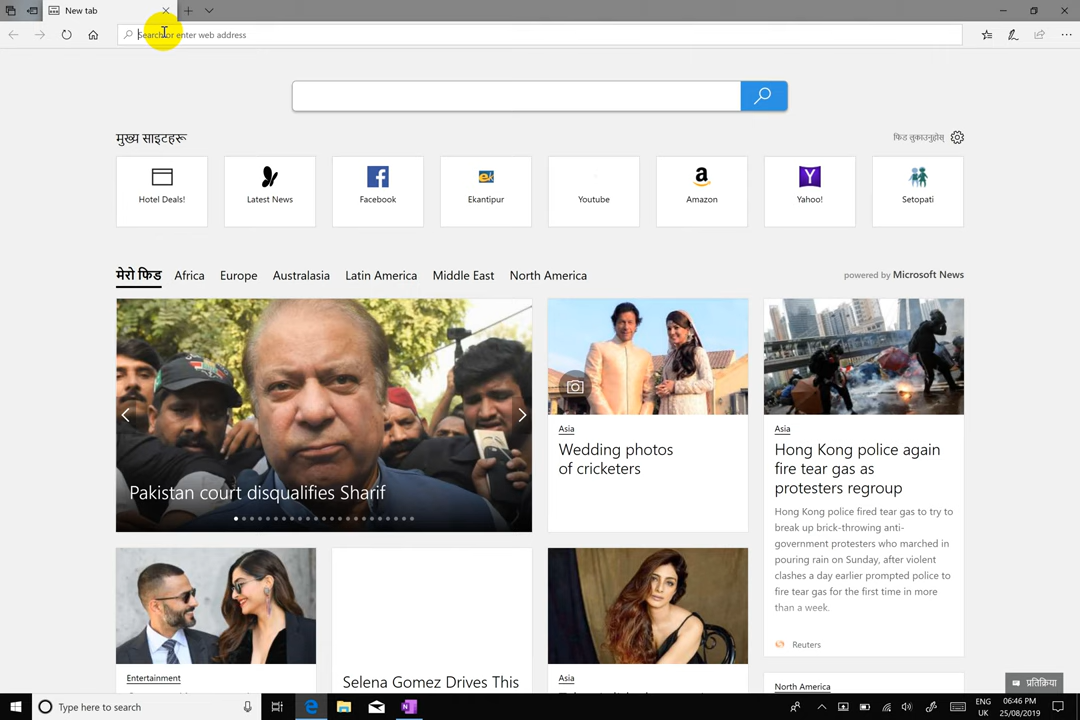 New tab
Search or enter web address
मुख्य साइटहरू
फिड लुकाउनुहोस्
Hotel Deals!
Latest News
Facebook
Ekantipur
Youtube
Amazon
Yahoo!
Setopati
मेरो फिड
Africa
Europe
Australasia
Latin America
Middle East
North America
powered by Microsoft News
Pakistan court disqualifies Sharif
Asia
Wedding photos
of cricketers
Asia
Hong Kong police again
fire tear gas as
protesters regroup
Hong Kong police fired tear gas to try to
break up brick-throwing anti-
government protesters who marched in
pouring rain on Sunday, after violent
clashes a day earlier prompted police to
fire tear gas for the first time in more
than a week.
Reuters
Entertainment
Selena Gomez Drives This
Asia
North America
प्रतिक्रिया
Type here to search
ENG
UK
06:46 PM
25/08/2019